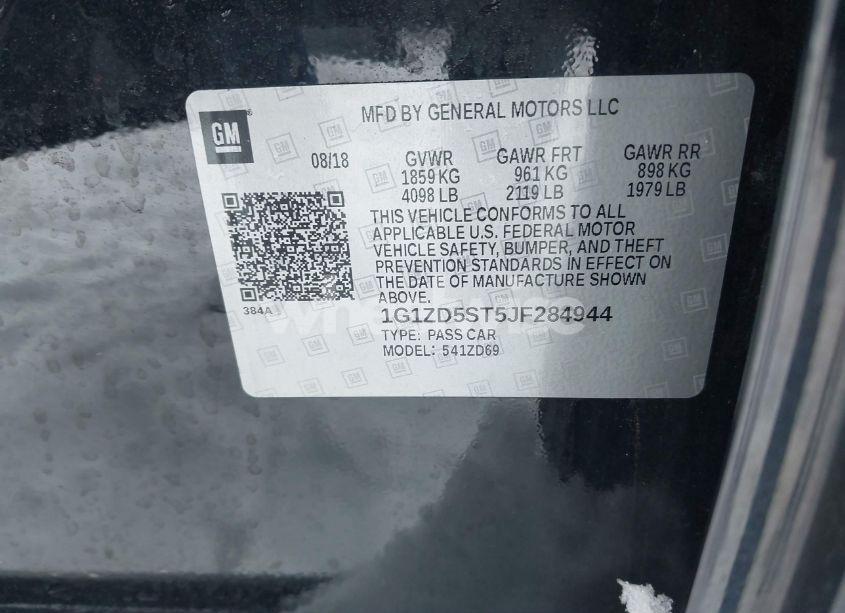 GM
MFD BY GENERAL MOTORS LLC
08/18
GVWR GAWR FRT GAWR RR
1859 KG 961 KG 898 KG
4098 LB 2119 LB 1979 LB
THIS VEHICLE CONFORMS TO ALL
APPLICABLE U.S. FEDERAL MOTOR
VEHICLE SAFETY, BUMPER, AND THEFT
PREVENTION STANDARDS IN EFFECT ON
THE DATE OF MANUFACTURE SHOWN
ABOVE.
384A
1G1ZD5ST5JF284944
TYPE: PASS CAR
MODEL: 541ZD69